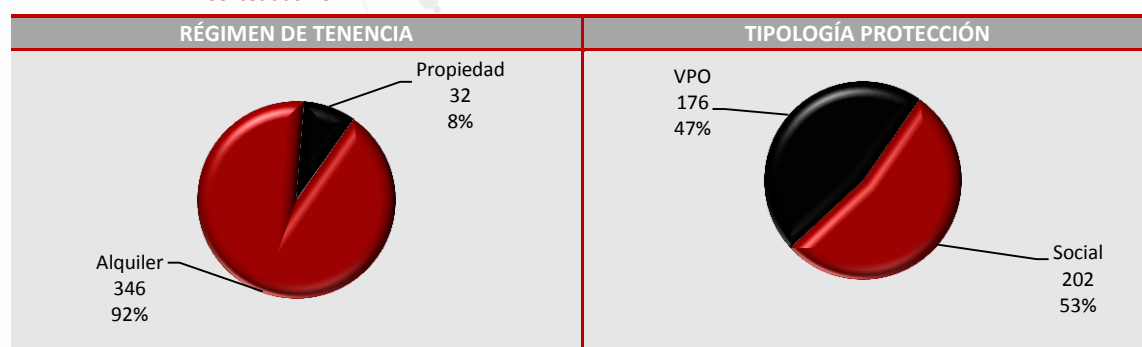 RÉGIMEN DE TENENCIA
TIPOLOGÍA PROTECCIÓN
Propiedad
32
8%
Alquiler
346
92%
VPO
176
47%
Social
202
53%